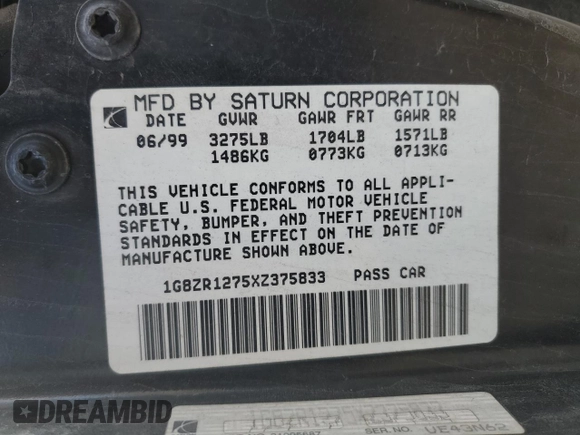 MFD BY SATURN CORPORATION
DATE GVWR GAWR FRT GAWR RR
06/99 3275LB 1704LB 1571LB
1486KG 0773KG 0713KG
THIS VEHICLE CONFORMS TO ALL APPLI-
CABLE U.S. FEDERAL MOTOR VEHICLE
SAFETY, BUMPER, AND THEFT PREVENTION
STANDARDS IN EFFECT ON THE DATE OF
MANUFACTURE SHOWN ABOVE.
1G8ZR1275XZ375833 PASS CAR
SERIAL NO. VE43N62
DREAMBID